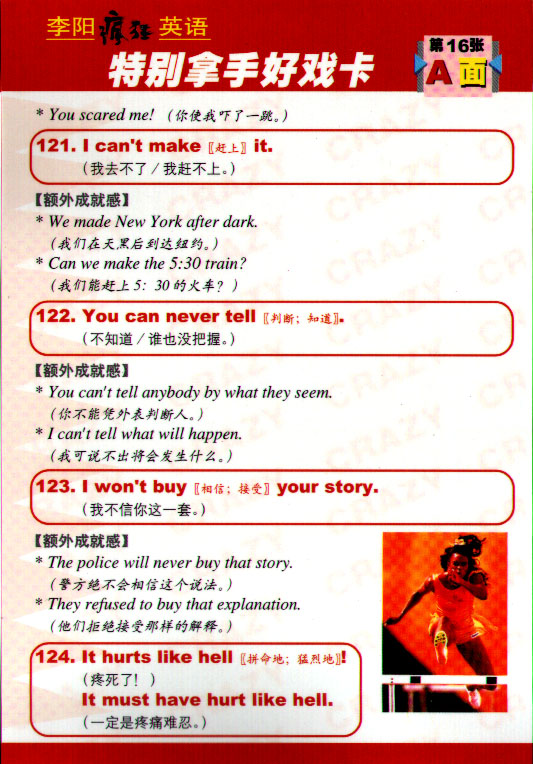 李阳疯狂英语
特别拿手好戏卡
第16张
A面
* You scared me! （你使我吓了一跳。）
121. I can't make〖赶上〗it.
（我去不了／我赶不上。）
【额外成就感】
* We made New York after dark.
（我们在天黑后到达纽约。）
* Can we make the 5:30 train?
（我们能赶上5：30的火车？）
122. You can never tell〖判断；知道〗.
（不知道／谁也没把握。）
【额外成就感】
* You can't tell anybody by what they seem.
（你不能凭外表判断人。）
* I can't tell what will happen.
（我可说不出将会发生什么。）
123. I won't buy〖相信；接受〗your story.
（我不信你这一套。）
【额外成就感】
* The police will never buy that story.
（警方绝不会相信这个说法。）
* They refused to buy that explanation.
（他们拒绝接受那样的解释。）
124. It hurts like hell〖拼命地；猛烈地〗!
（疼死了！）
It must have hurt like hell.
（一定是疼痛难忍。）
CRAZY